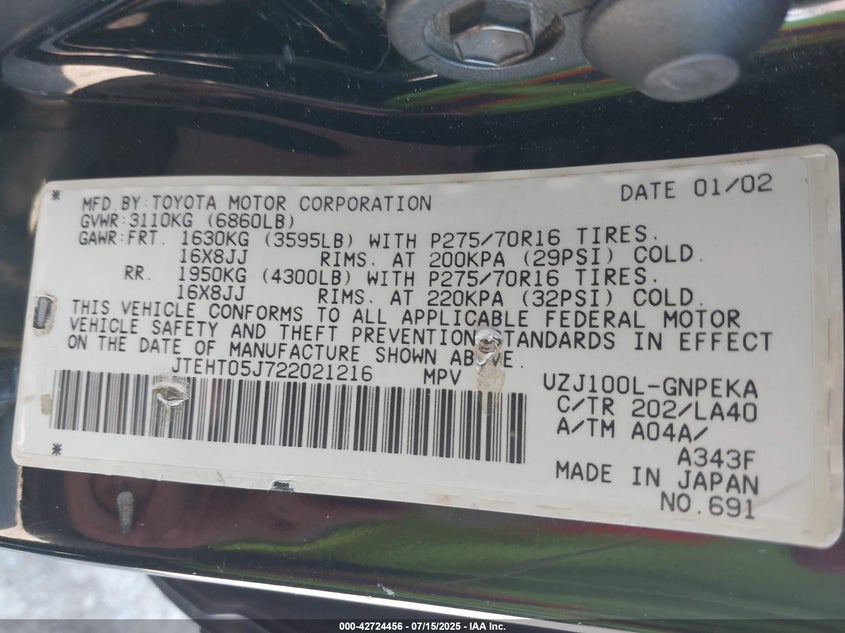 MFD BY: TOYOTA MOTOR CORPORATION DATE 01/02
GVWR: 3110KG (6860LB)
GAWR: FRT. 1630KG (3595LB) WITH P275/70R16 TIRES.
16X8JJ RIMS. AT 200KPA (29PSI) COLD.
RR. 1950KG (4300LB) WITH P275/70R16 TIRES.
16X8JJ RIMS. AT 220KPA (32PSI) COLD.
THIS VEHICLE CONFORMS TO ALL APPLICABLE FEDERAL MOTOR
VEHICLE SAFETY AND THEFT PREVENTION STANDARDS IN EFFECT
ON THE DATE OF MANUFACTURE SHOWN ABOVE.
JTEHT05J722021216 MPV UZJ100L-GNPEKA
C/TR 202/LA40
A/TM A04A/
A343F
MADE IN JAPAN
NO.691
000-42724456 - 07/15/2025 - IAA Inc.